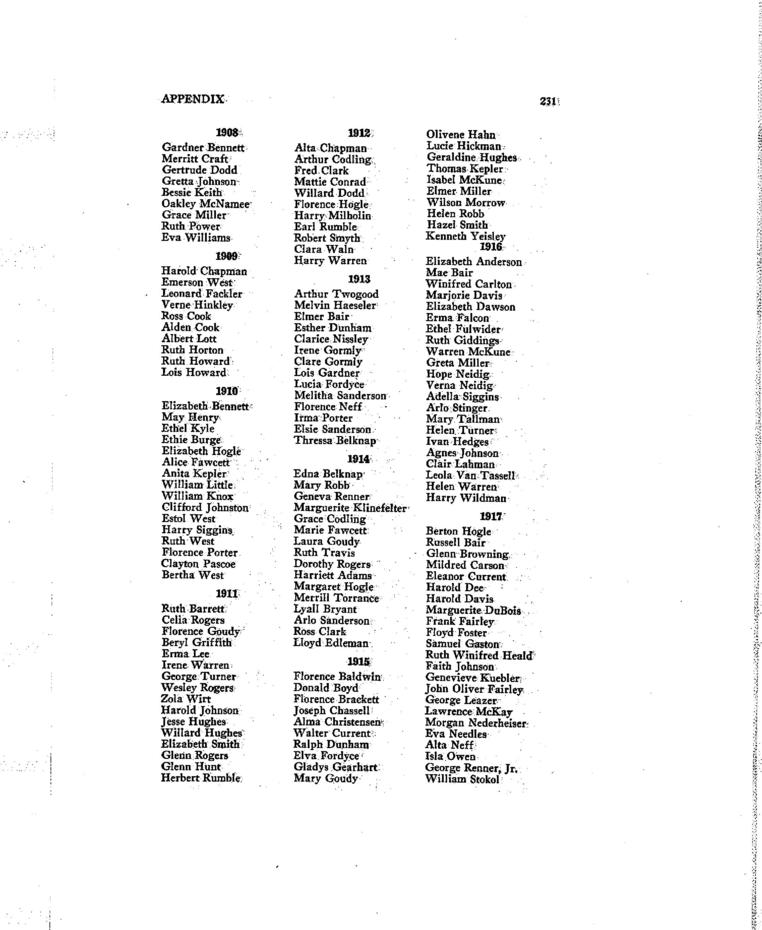 APPENDIX
231
1908
Gardner Bennett
Merritt Craft
Gertrude Dodd
Gretta Johnson
Bessie Keith
Oakley McNamee
Grace Miller
Ruth Power
Eva Williams
1909
Harold Chapman
Emerson West
Leonard Fackler
Verne Hinkley
Ross Cook
Alden Cook
Albert Lott
Ruth Horton
Ruth Howard
Lois Howard
1910
Elizabeth Bennett
May Henry
Ethel Kyle
Ethie Burge
Elizabeth Hogle
Alice Fawcett
Anita Kepler
William Little
William Knox
Clifford Johnston
Estol West
Harry Siggins
Ruth West
Florence Porter
Clayton Pascoe
Bertha West
1911
Ruth Barrett
Celia Rogers
Florence Goudy
Beryl Griffith
Erma Lee
Irene Warren
George Turner
Wesley Rogers
Zola Wirt
Harold Johnson
Jesse Hughes
Willard Hughes
Elizabeth Smith
Glenn Rogers
Glenn Hunt
Herbert Rumble
1912
Alta Chapman
Arthur Codling
Fred Clark
Mattie Conrad
Willard Dodd
Florence Hogle
Harry Milholin
Earl Rumble
Robert Smyth
Clara Waln
Harry Warren
1913
Arthur Twogood
Melvin Haeseler
Elmer Bair
Esther Dunham
Clarice Nissley
Irene Gormly
Clare Gormly
Lois Gardner
Lucia Fordyce
Melitha Sanderson
Florence Neff
Irma Porter
Elsie Sanderson
Thressa Belknap
1914
Edna Belknap
Mary Robb
Geneva Renner
Marguerite Klinefelter
Grace Codling
Marie Fawcett
Laura Goudy
Ruth Travis
Dorothy Rogers
Harriett Adams
Margaret Hogle
Merrill Torrance
Lyall Bryant
Arlo Sanderson
Ross Clark
Lloyd Edleman
1915
Florence Baldwin
Donald Boyd
Florence Brackett
Joseph Chassell
Alma Christensen
Walter Current
Ralph Dunham
Elva Fordyce
Gladys Gearhart
Mary Goudy
Olivene Hahn
Lucie Hickman
Geraldine Hughes
Thomas Kepler
Isabel McKune
Elmer Miller
Wilson Morrow
Helen Robb
Hazel Smith
Kenneth Yeisley
1916
Elizabeth Anderson
Mae Bair
Winifred Carlton
Marjorie Davis
Elizabeth Dawson
Erma Falcon
Ethel Fulwider
Ruth Giddings
Warren McKune
Greta Miller
Hope Neidig
Verna Neidig
Adella Siggins
Arlo Stinger
Mary Tallman
Helen Turner
Ivan Hedges
Agnes Johnson
Clair Lahman
Leola Van Tassell
Helen Warren
Harry Wildman
1917
Berton Hogle
Russell Bair
Glenn Browning
Mildred Carson
Eleanor Current
Harold Dee
Harold Davis
Marguerite DuBois
Frank Fairley
Floyd Foster
Samuel Gaston
Ruth Winifred Heald
Faith Johnson
Genevieve Kuebler
John Oliver Fairley
George Leazer
Lawrence McKay
Morgan Nederheiser
Eva Needles
Alta Neff
Isla Owen
George Renner, Jr.
William Stokol